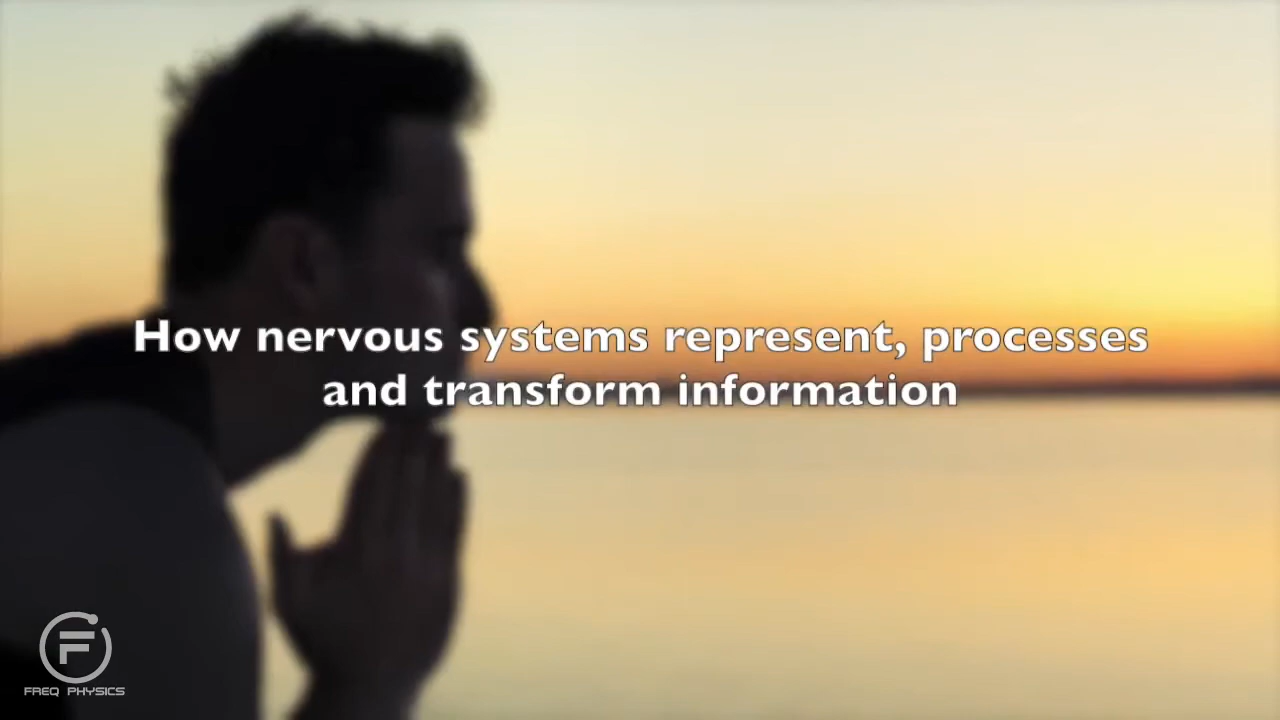 How nervous systems represent, processes
and transform information
F
FREQ PHYSICS